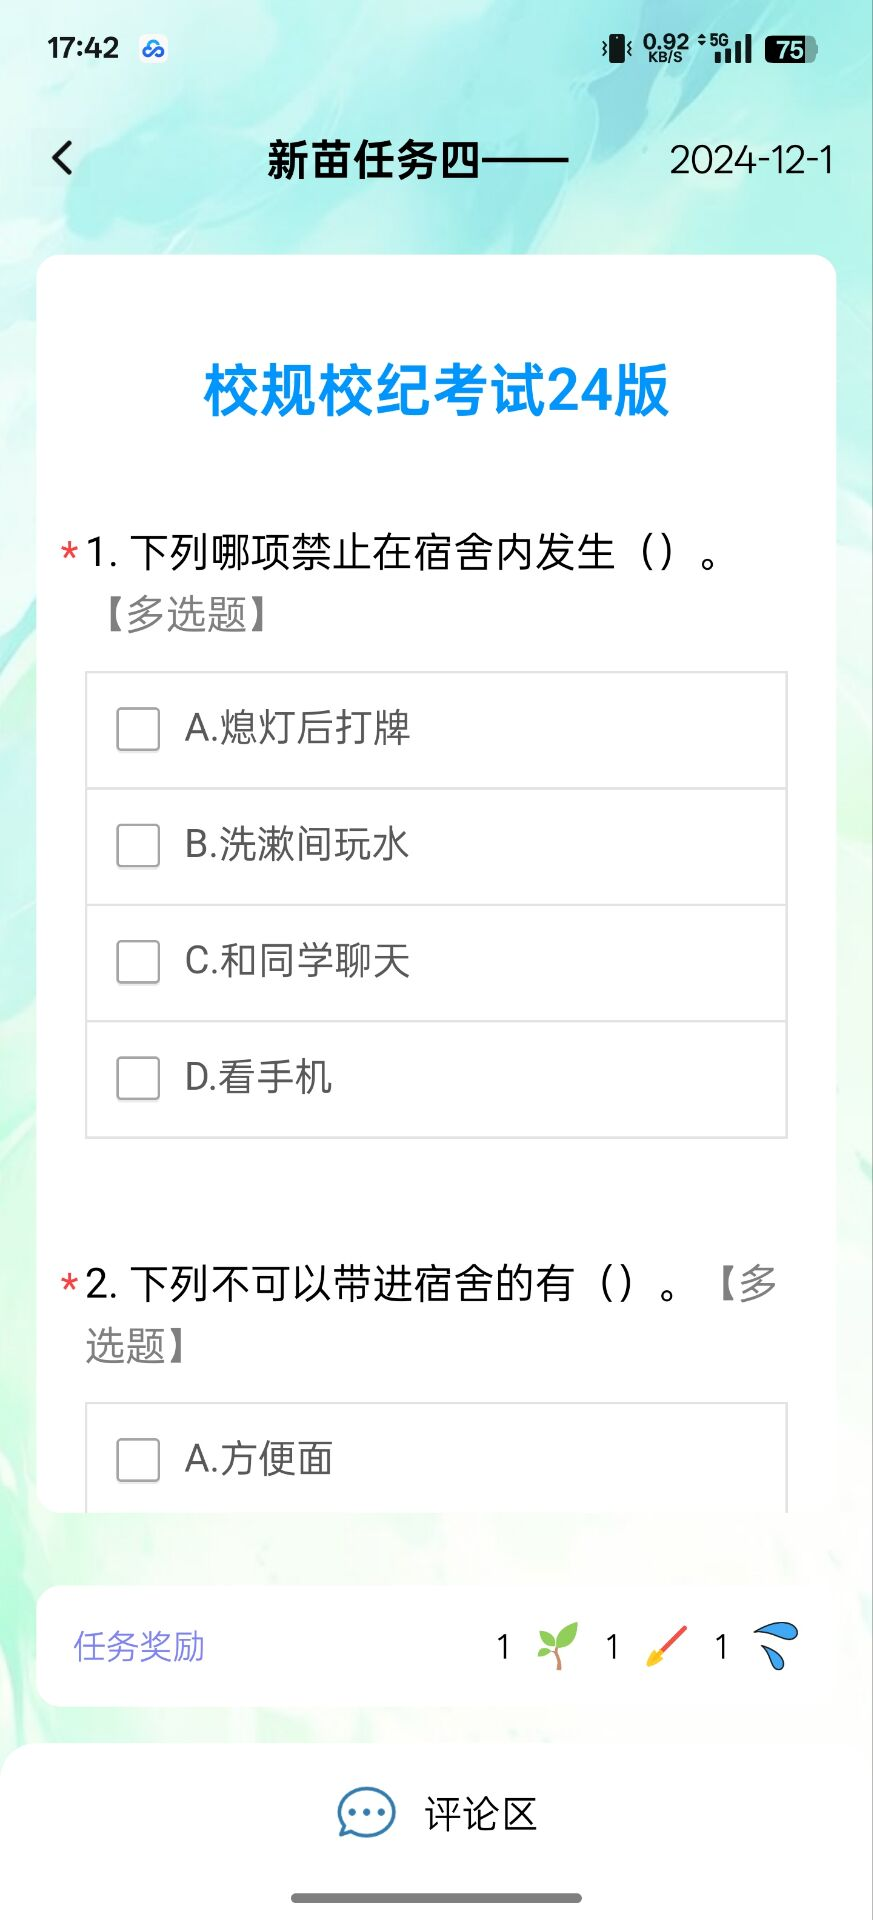 17:42
0.92 KB/S 5G 75
新苗任务四—— 2024-12-1
校规校纪考试24版
*1. 下列哪项禁止在宿舍内发生（）。
【多选题】
A.熄灯后打牌
B.洗漱间玩水
C.和同学聊天
D.看手机
*2. 下列不可以带进宿舍的有（）。【多
选题】
A.方便面
任务奖励 1 1 1
评论区